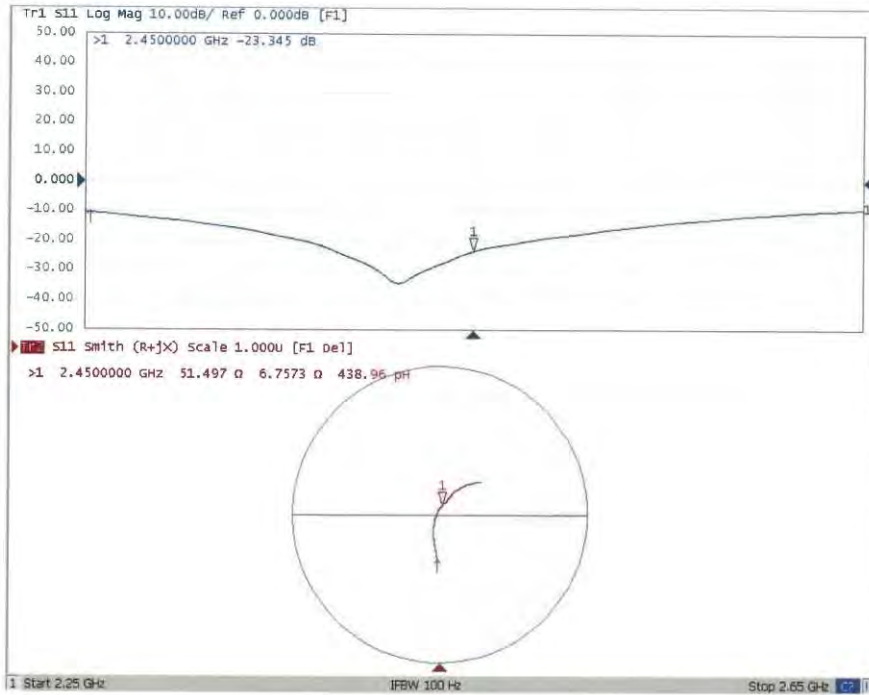 Tr1 S11 Log Mag 10.00dB/ Ref 0.000dB [F1]
50.00
>1 2.4500000 GHz -23.345 dB
40.00
30.00
20.00
10.00
0.000
-10.00
1
-20.00
-30.00
-40.00
-50.00
S11 Smith (R+jX) Scale 1.000U [F1 Del]
>1 2.4500000 GHz 51.497 Ω 6.7573 Ω 438.96 pH
1
1 Start 2.25 GHz IFBW 100 Hz Stop 2.65 GHz C?